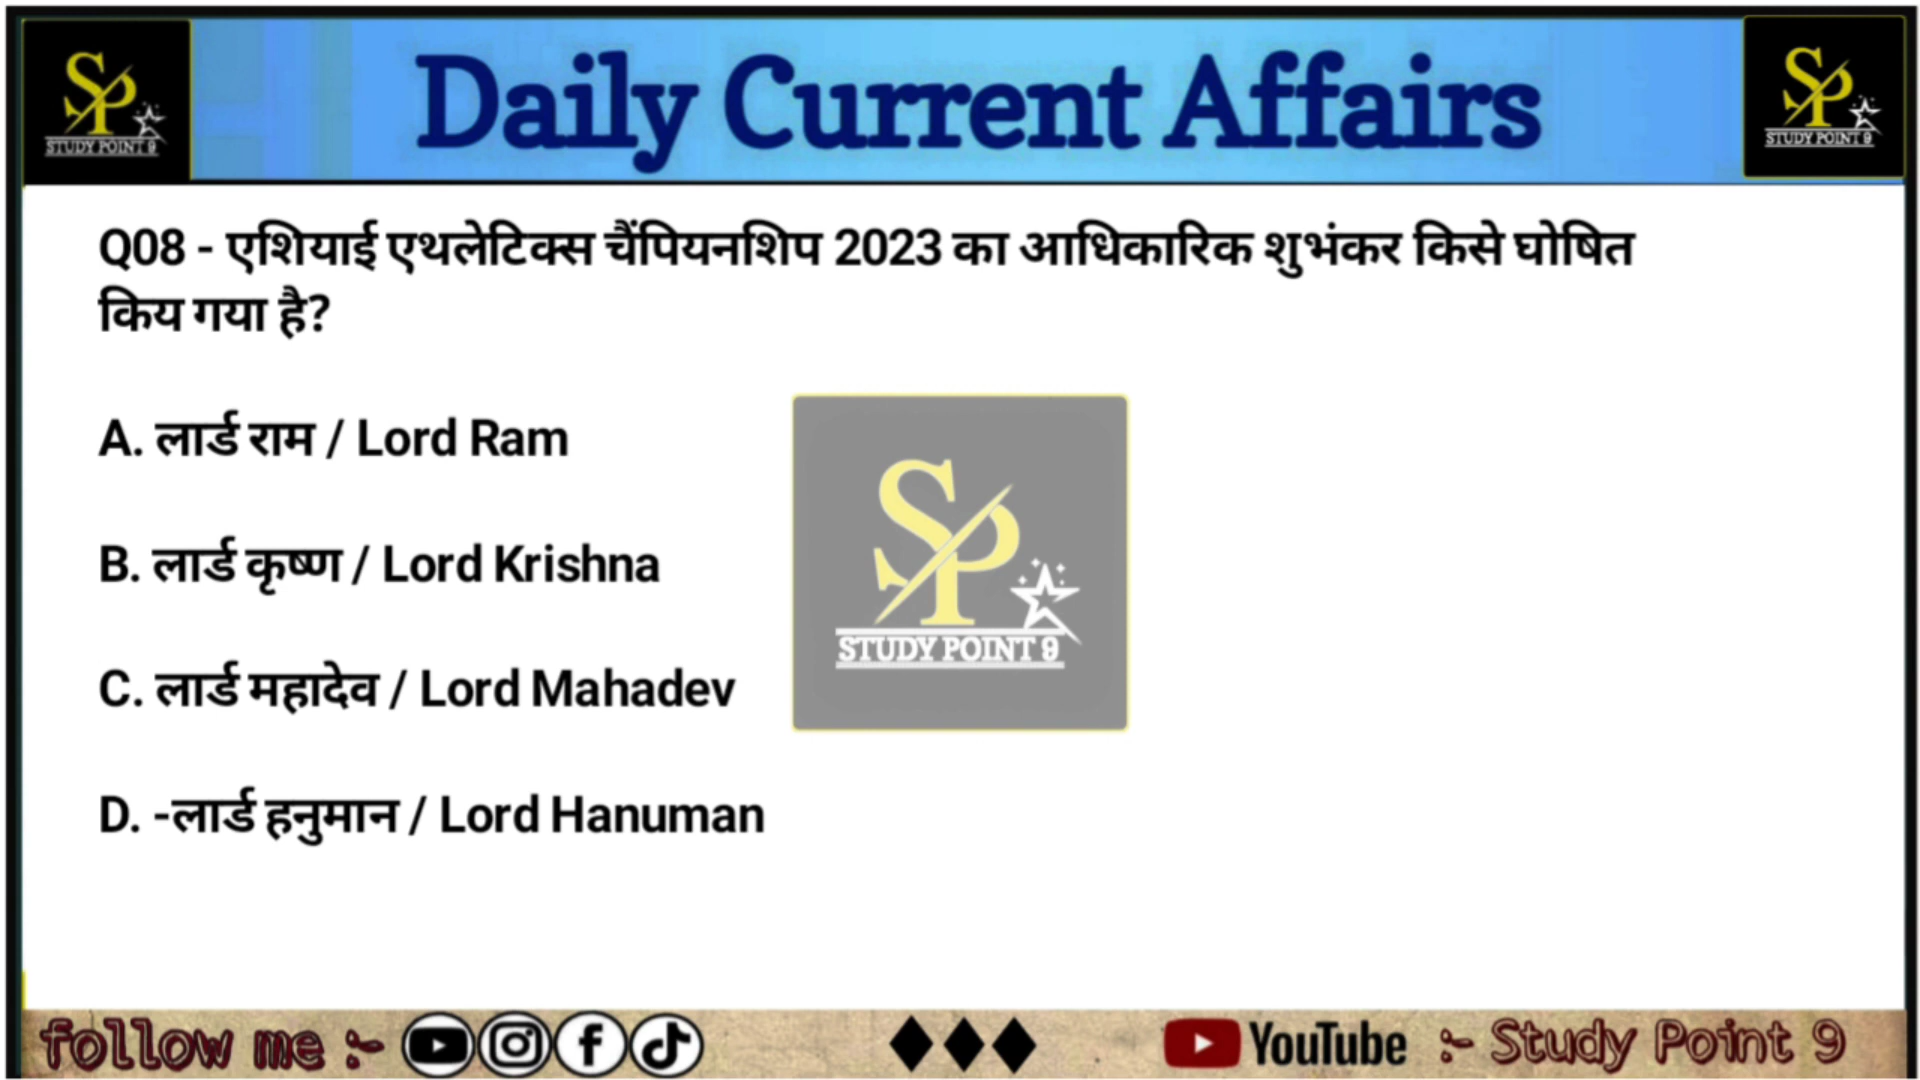 SP
STUDY POINT 9
Daily Current Affairs
SP
STUDY POINT 9
Q08 - एशियाई एथलेटिक्स चैंपियनशिप 2023 का आधिकारिक शुभंकर किसे घोषित
किय गया है?
A. लार्ड राम / Lord Ram
B. लार्ड कृष्ण / Lord Krishna
C. लार्ड महादेव / Lord Mahadev
D. -लार्ड हनुमान / Lord Hanuman
SP
STUDY POINT 9
follow me :- YouTube :- Study Point 9